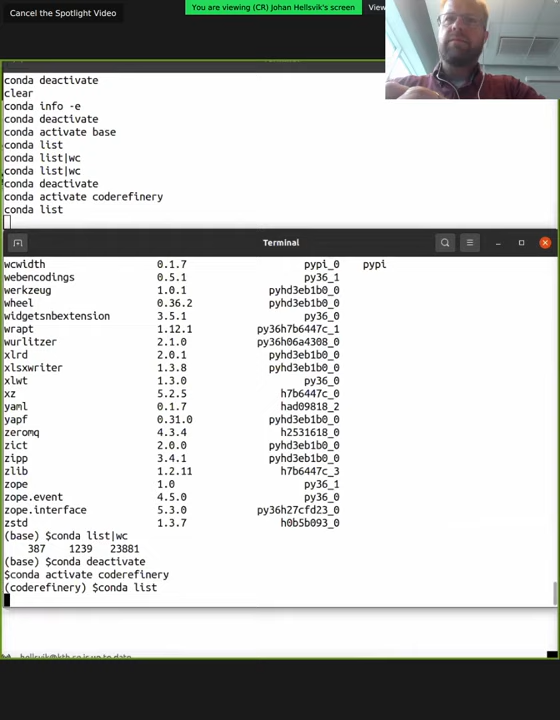 Cancel the Spotlight Video
You are viewing (CR) Johan Hellsvik's screen
View
conda deactivate
clear
conda info -e
conda deactivate
conda activate base
conda list
conda list|wc
conda list|wc
conda deactivate
conda activate coderefinery
conda list
Terminal
wcwidth 0.1.7 pypi_0 pypi
webencodings 0.5.1 py36_1
werkzeug 1.0.1 pyhd3eb1b0_0
wheel 0.36.2 pyhd3eb1b0_0
widgetsnbextension 3.5.1 py36_0
wrapt 1.12.1 py36h7b6447c_1
wurlitzer 2.1.0 py36h06a4308_0
xlrd 2.0.1 pyhd3eb1b0_0
xlsxwriter 1.3.8 pyhd3eb1b0_0
xlwt 1.3.0 py36_0
xz 5.2.5 h7b6447c_0
yaml 0.1.7 had09818_2
yapf 0.31.0 pyhd3eb1b0_0
zeromq 4.3.4 h2531618_0
zict 2.0.0 pyhd3eb1b0_0
zipp 3.4.1 pyhd3eb1b0_0
zlib 1.2.11 h7b6447c_3
zope 1.0 py36_1
zope.event 4.5.0 py36_0
zope.interface 5.3.0 py36h27cfd23_0
zstd 1.3.7 h0b5b093_0
(base) $conda list|wc
387 1239 23881
(base) $conda deactivate
$conda activate coderefinery
(coderefinery) $conda list
hellsvik@kth.se is up to date